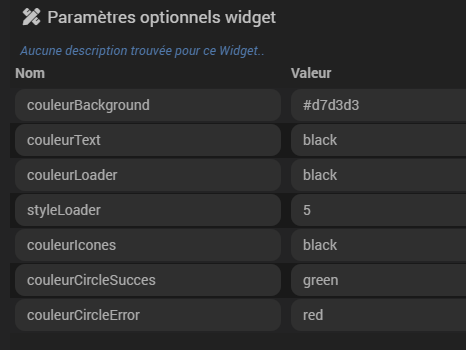 Paramètres optionnels widget
Aucune description trouvée pour ce Widget..
Nom Valeur
couleurBackground #d7d3d3
couleurText black
couleurLoader black
styleLoader 5
couleurIcones black
couleurCircleSucces green
couleurCircleError red